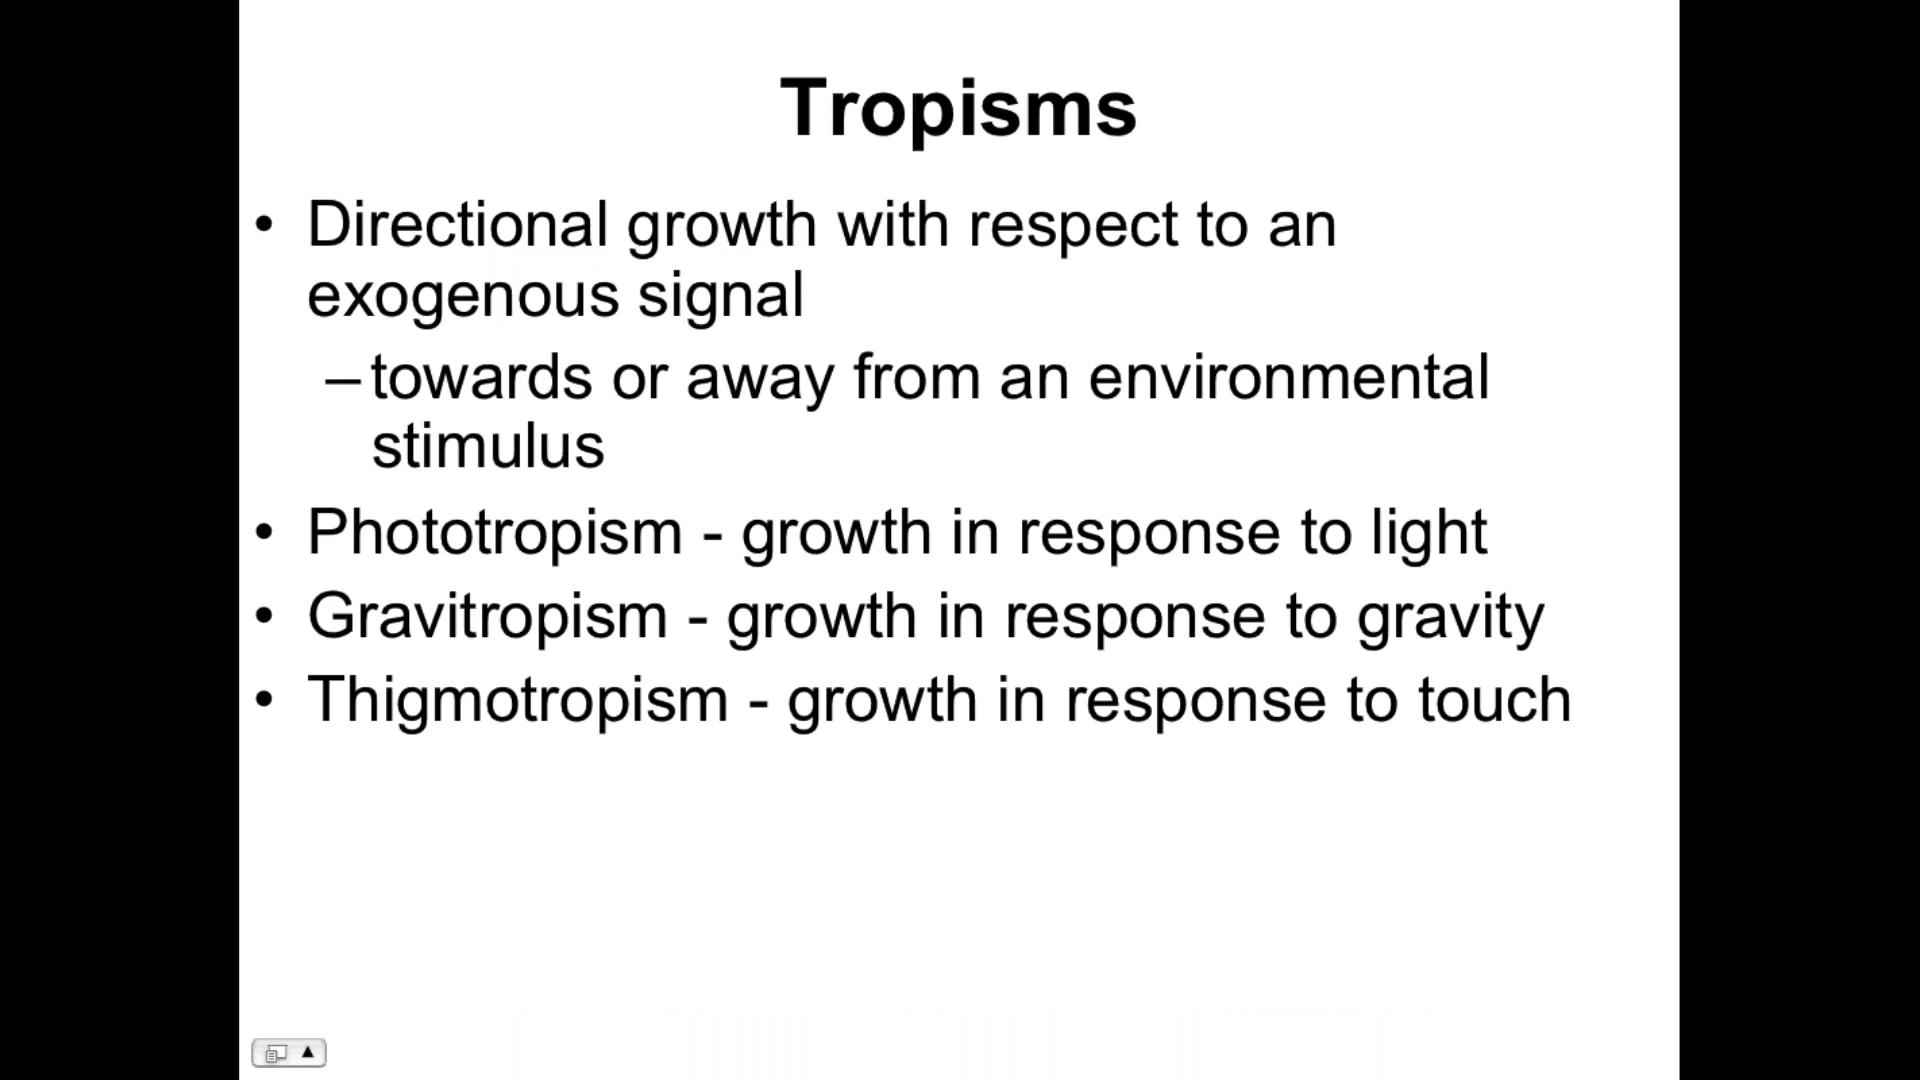 Tropisms
• Directional growth with respect to an
exogenous signal
– towards or away from an environmental
stimulus
• Phototropism - growth in response to light
• Gravitropism - growth in response to gravity
• Thigmotropism - growth in response to touch